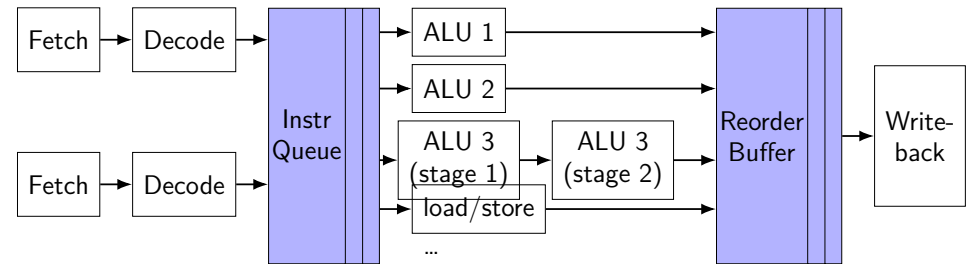 Fetch
Decode
Instr
Queue
ALU 1
ALU 2
ALU 3
(stage 1)
ALU 3
(stage 2)
load/store
...
Reorder
Buffer
Write-
back
Fetch
Decode